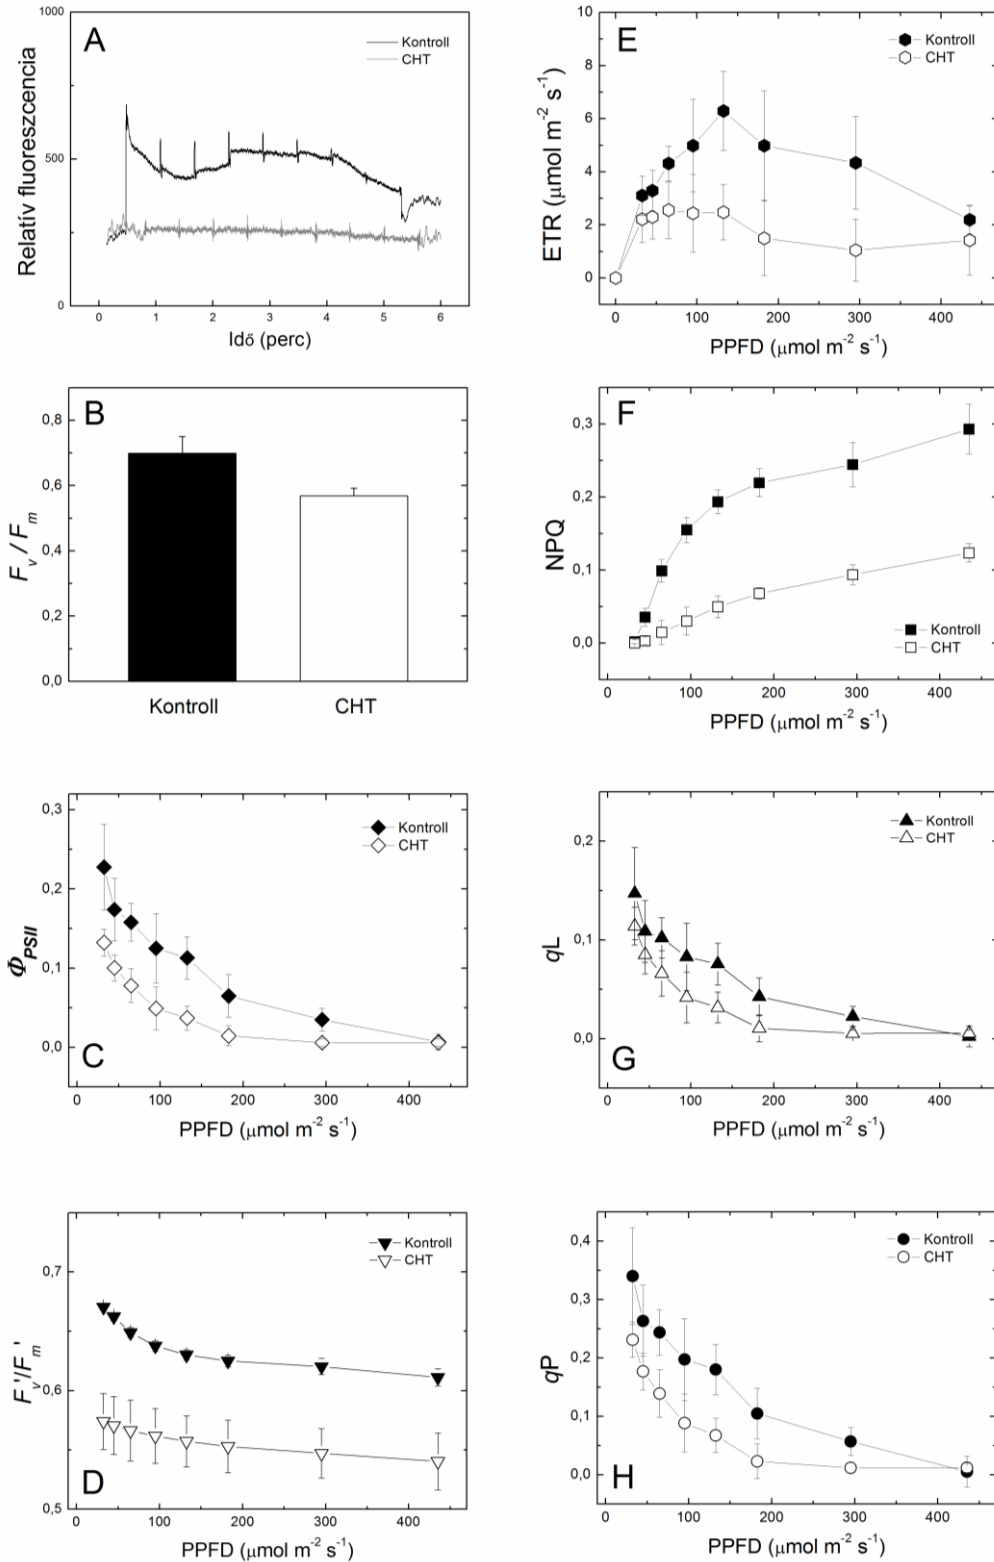 A
Relatív fluoreszcencia
1000
500
0
Kontroll
CHT
0 1 2 3 4 5 6
Idő (perc)
E
ETR (μmol m⁻² s⁻¹)
10
8
6
4
2
0
Kontroll
CHT
0 100 200 300 400
PPFD (μmol m⁻² s⁻¹)
B
Fᵥ / Fₘ
0,8
0,6
0,4
0,2
0,0
Kontroll CHT
F
NPQ
0,3
0,2
0,1
0,0
Kontroll
CHT
0 100 200 300 400
PPFD (μmol m⁻² s⁻¹)
C
Φ_PSII
0,3
0,2
0,1
0,0
Kontroll
CHT
0 100 200 300 400
PPFD (μmol m⁻² s⁻¹)
G
qL
0,2
0,1
0,0
Kontroll
CHT
0 100 200 300 400
PPFD (μmol m⁻² s⁻¹)
D
Fᵥ'/Fₘ'
0,7
0,6
0,5
Kontroll
CHT
0 100 200 300 400
PPFD (μmol m⁻² s⁻¹)
H
qP
0,4
0,3
0,2
0,1
0,0
Kontroll
CHT
0 100 200 300 400
PPFD (μmol m⁻² s⁻¹)